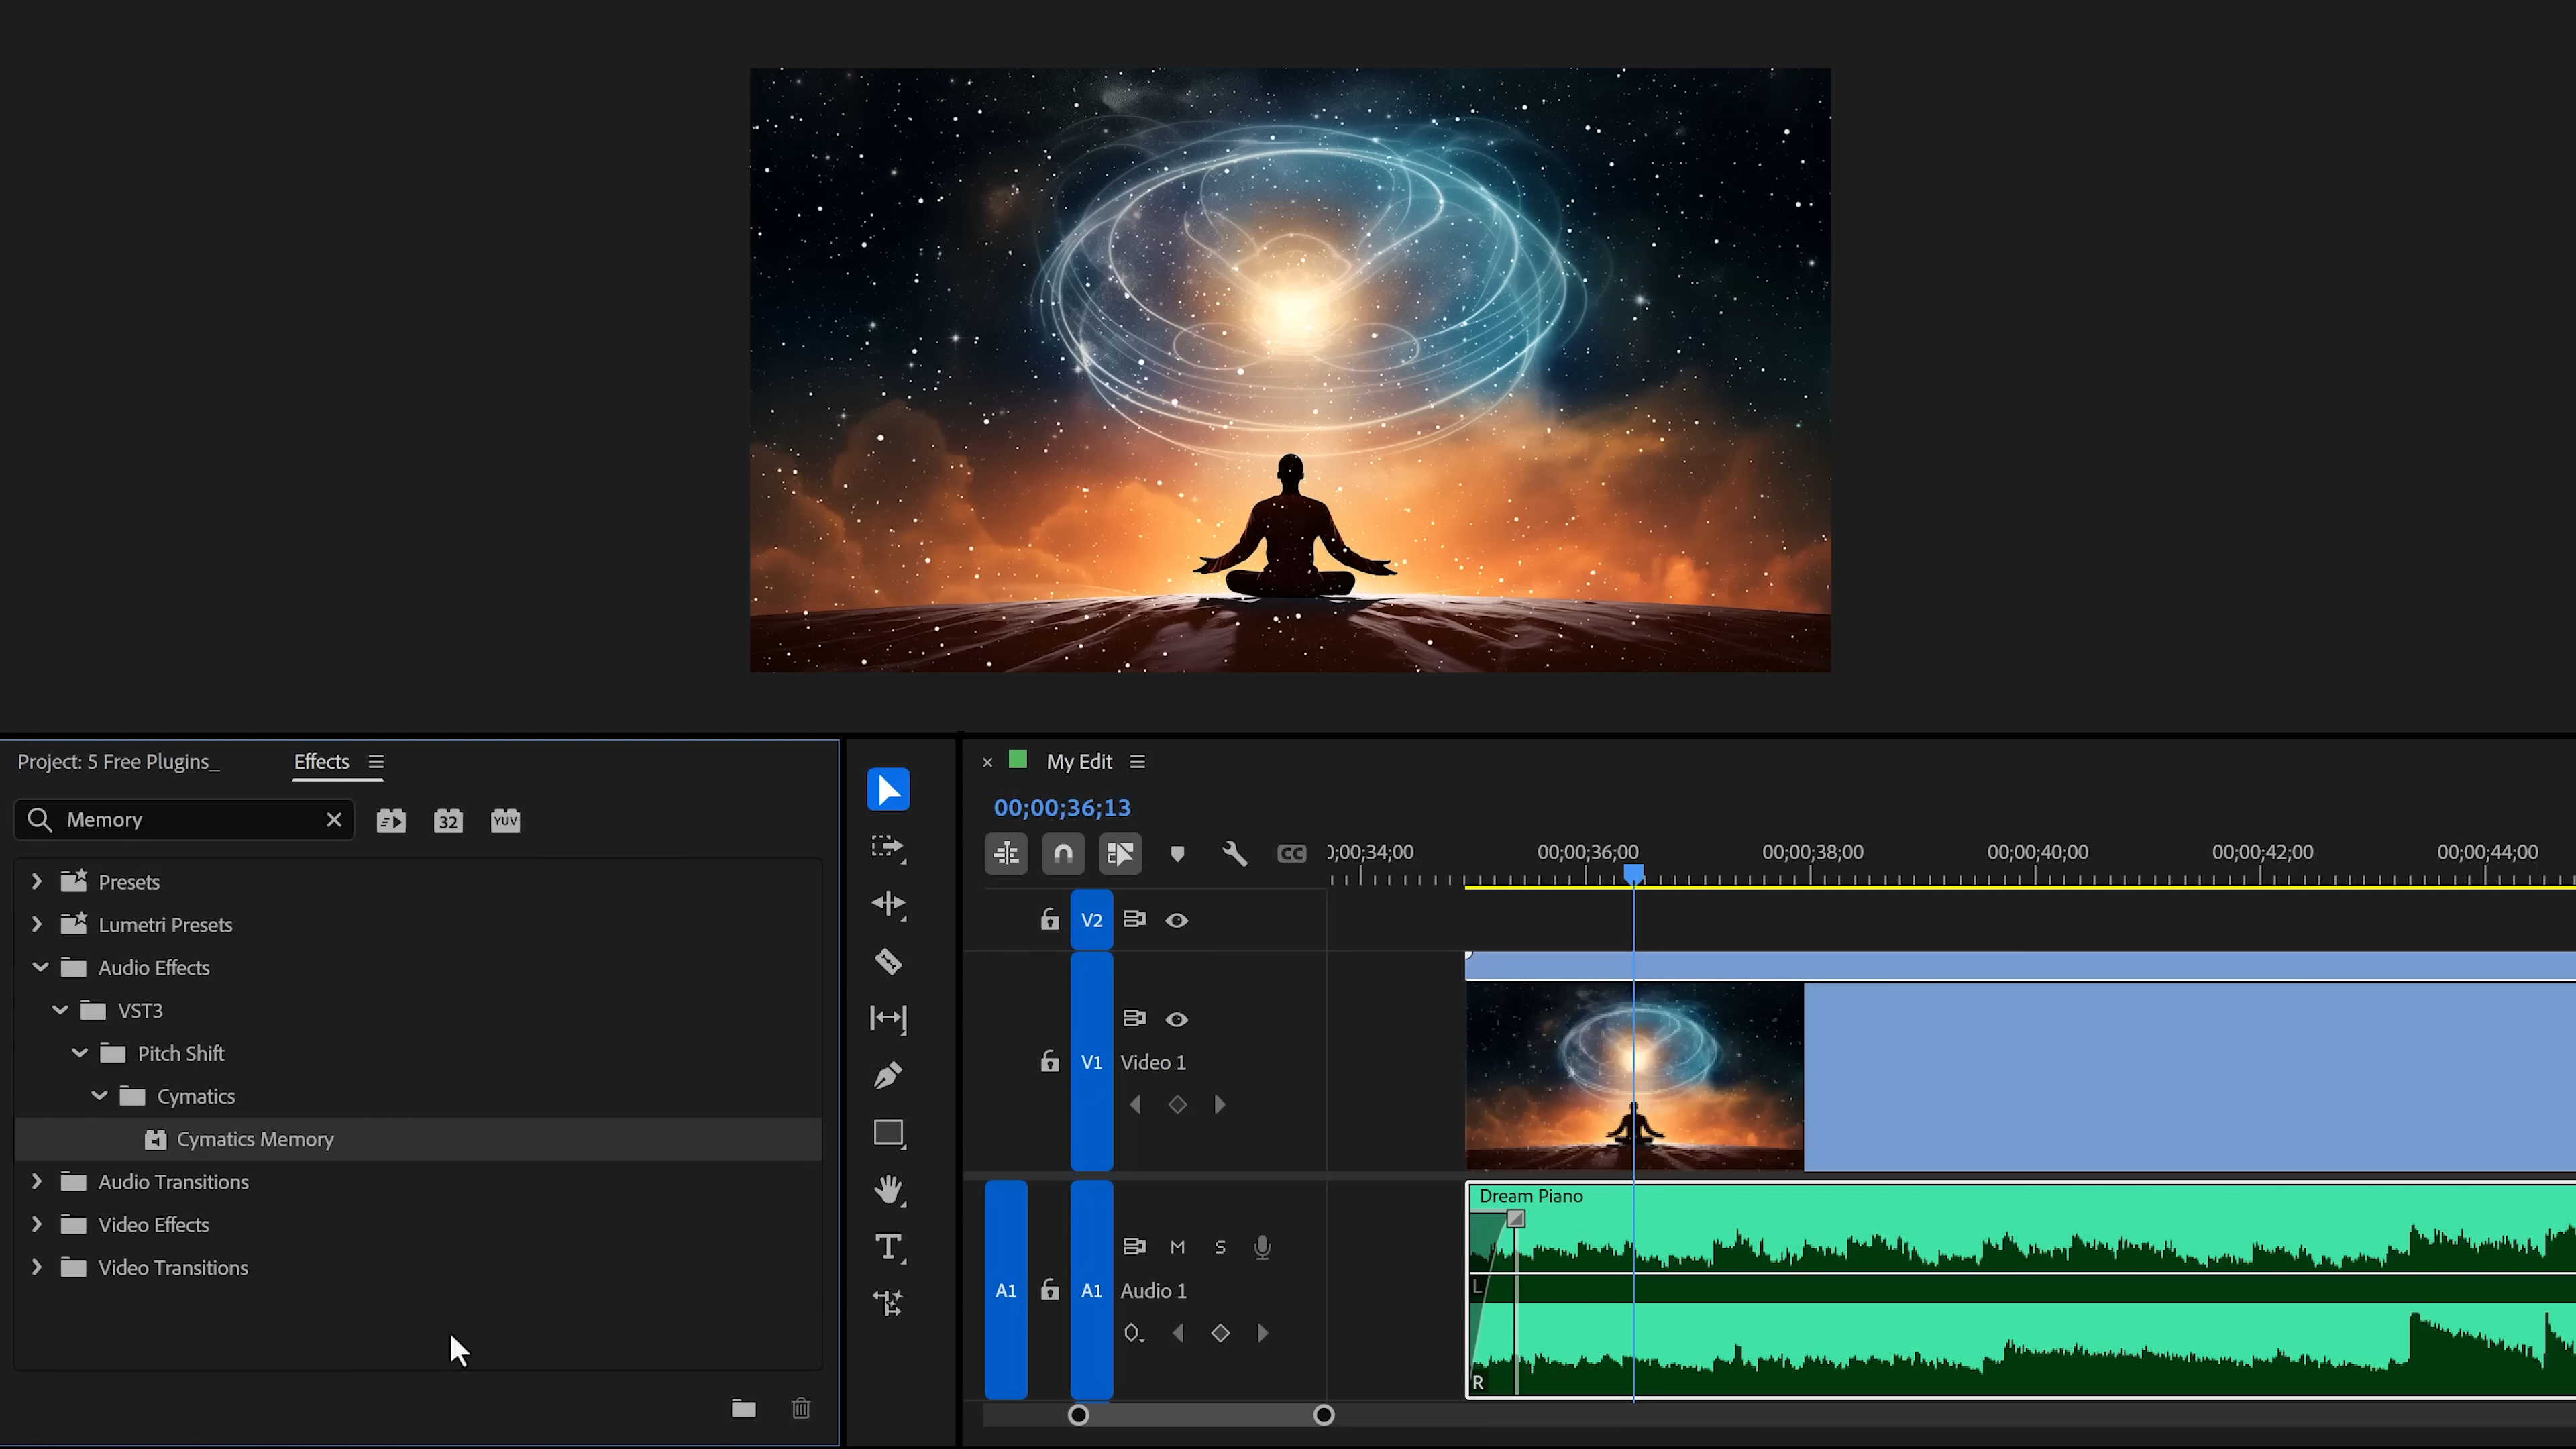 Project: 5 Free Plugins_
Effects
Memory
32
YUV
Presets
Lumetri Presets
Audio Effects
VST3
Pitch Shift
Cymatics
Cymatics Memory
Audio Transitions
Video Effects
Video Transitions
My Edit
00;00;36;13
CC
;00;34;00
00;00;36;00
00;00;38;00
00;00;40;00
00;00;42;00
00;00;44;00
V2
V1
Video 1
A1
A1
M
S
Audio 1
Dream Piano
L
R